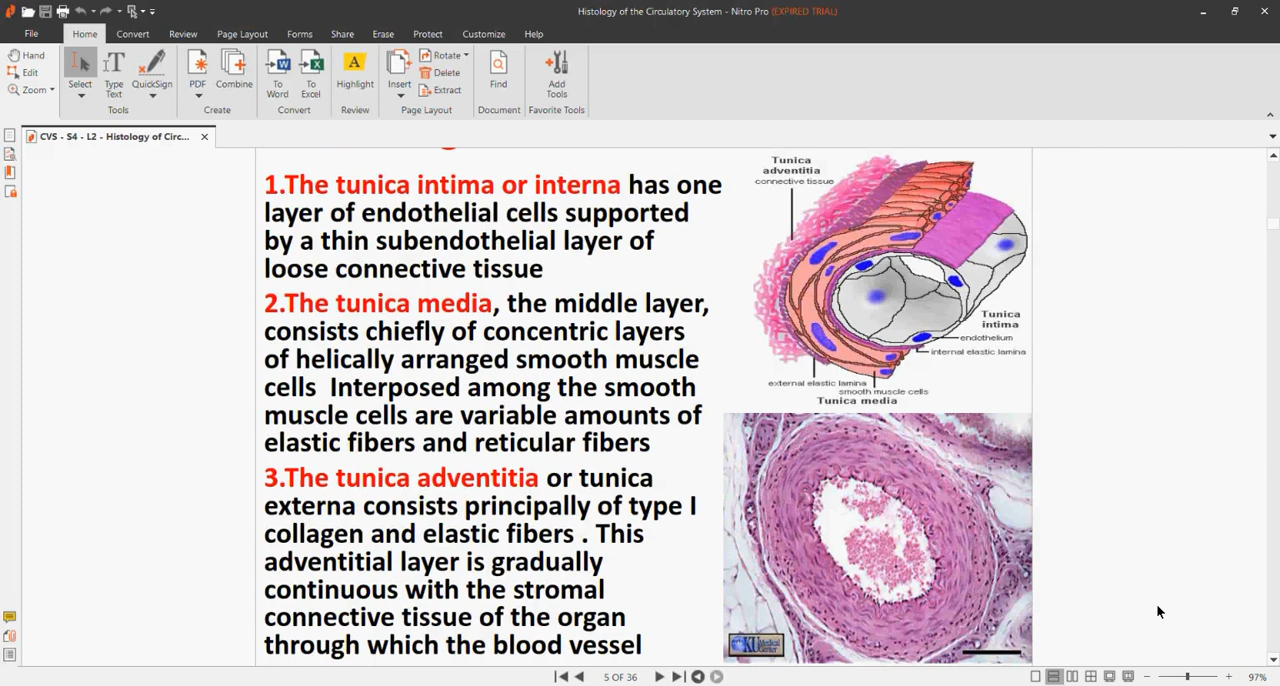 Histology of the Circulatory System - Nitro Pro (EXPIRED TRIAL)
File Home Convert Review Page Layout Forms Share Erase Protect Customize Help
Hand
Edit
Zoom
Select
Type Text
QuickSign
Tools
PDF
Combine
Create
To Word
To Excel
Convert
Highlight
Review
Insert
Rotate
Delete
Extract
Page Layout
Find
Document
Add Tools
Favorite Tools
CVS - S4 - L2 - Histology of Circ...
1.The tunica intima or interna has one
layer of endothelial cells supported
by a thin subendothelial layer of
loose connective tissue
2.The tunica media, the middle layer,
consists chiefly of concentric layers
of helically arranged smooth muscle
cells Interposed among the smooth
muscle cells are variable amounts of
elastic fibers and reticular fibers
3.The tunica adventitia or tunica
externa consists principally of type I
collagen and elastic fibers . This
adventitial layer is gradually
continuous with the stromal
connective tissue of the organ
through which the blood vessel
Tunica
adventitia
connective tissue
Tunica
intima
endothelium
internal elastic lamina
external elastic lamina
smooth muscle cells
Tunica media
KU Medical Center
5 OF 36
97%